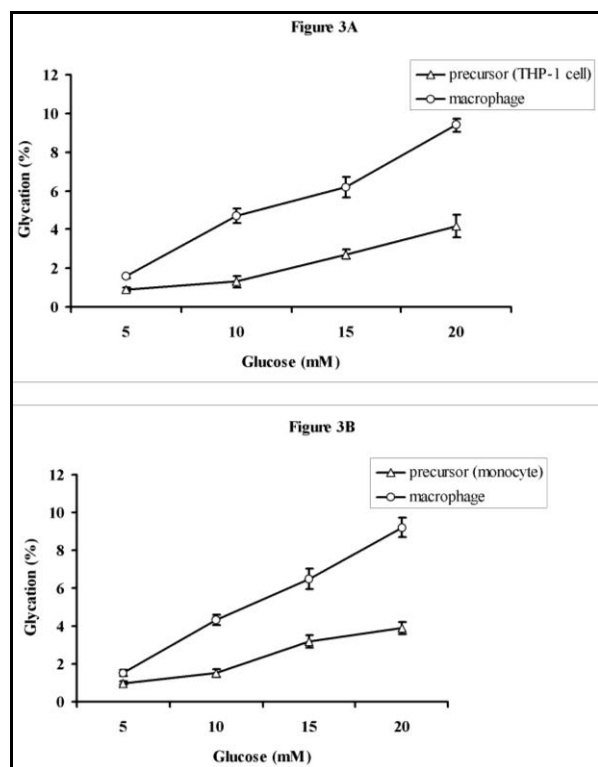 Figure 3A
precursor (THP-1 cell)
macrophage
12
10
8
6
4
2
0
Glycation (%)
5 10 15 20
Glucose (mM)
Figure 3B
precursor (monocyte)
macrophage
12
10
8
6
4
2
0
Glycation (%)
5 10 15 20
Glucose (mM)